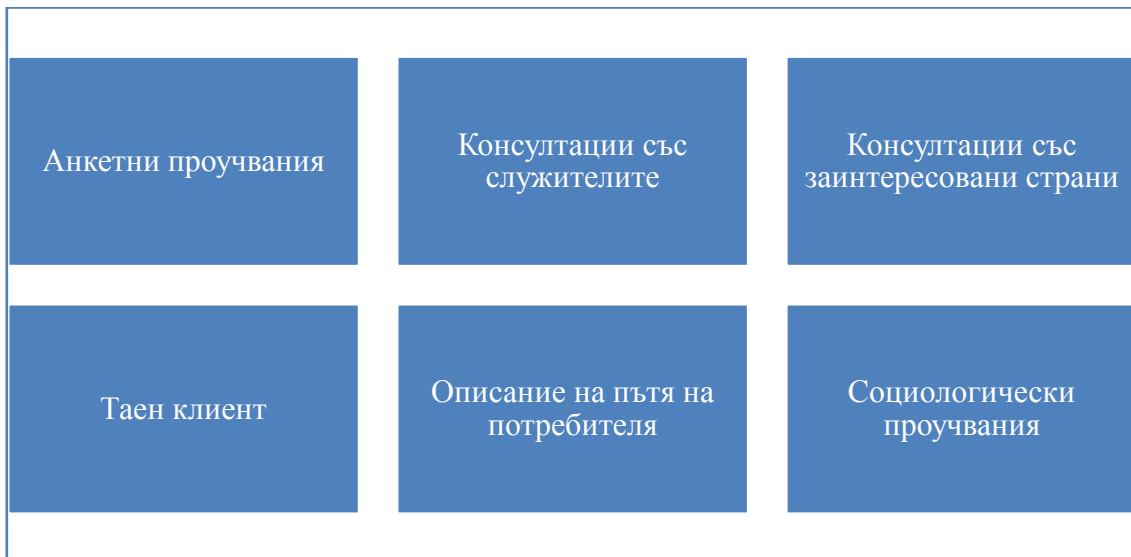 Анкетни проучвания
Консултации със
служителите
Консултации със
заинтересовани страни
Таен клиент
Описание на пътя на
потребителя
Социологически
проучвания